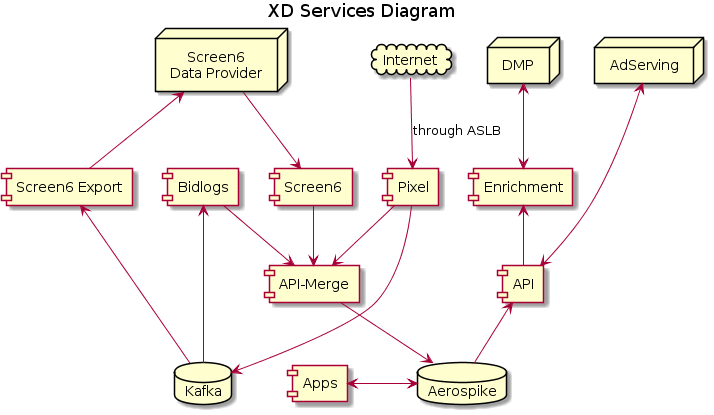 XD Services Diagram
Screen6
Data Provider
Internet
DMP
AdServing
through ASLB
Screen6 Export
Bidlogs
Screen6
Pixel
Enrichment
API-Merge
API
Kafka
Apps
Aerospike